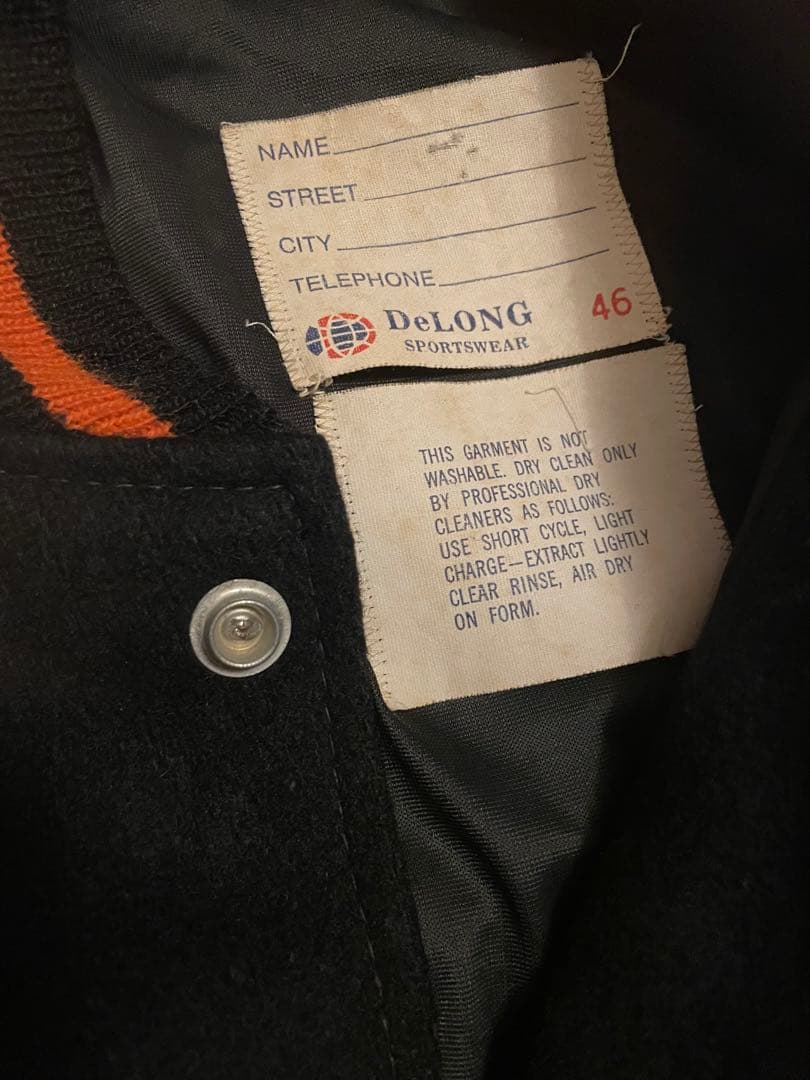 NAME
STREET
CITY
TELEPHONE
DeLONG 46
SPORTSWEAR
THIS GARMENT IS NOT
WASHABLE. DRY CLEAN ONLY
BY PROFESSIONAL DRY
CLEANERS AS FOLLOWS:
USE SHORT CYCLE, LIGHT
CHARGE—EXTRACT LIGHTLY
CLEAR RINSE, AIR DRY
ON FORM.